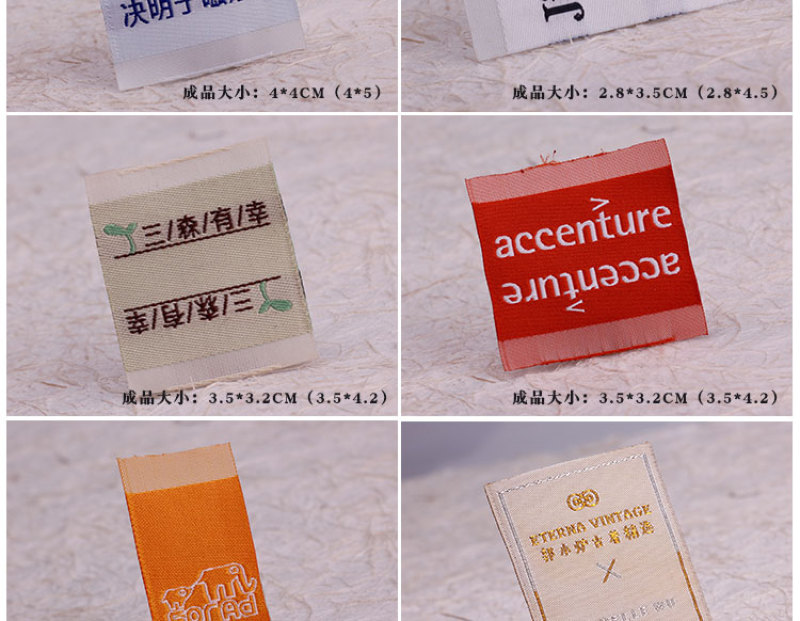 成品大小：4*4CM（4*5）
成品大小：2.8*3.5CM（2.8*4.5）
三/森/有/幸
三/森/有/幸
成品大小：3.5*3.2CM（3.5*4.2）
accenture
accenture
成品大小：3.5*3.2CM（3.5*4.2）
ETERNA VINTAGE